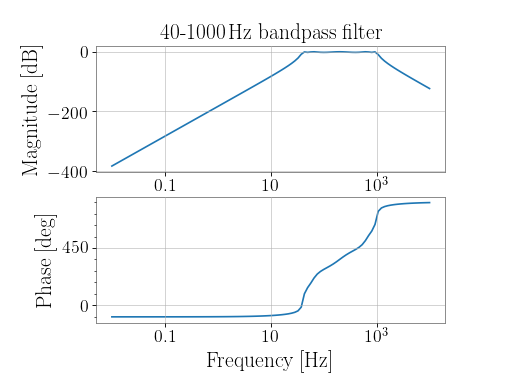 40-1000 Hz bandpass filter
Magnitude [dB]
0
−200
−400
0.1
10
10³
Phase [deg]
450
0
0.1
10
10³
Frequency [Hz]